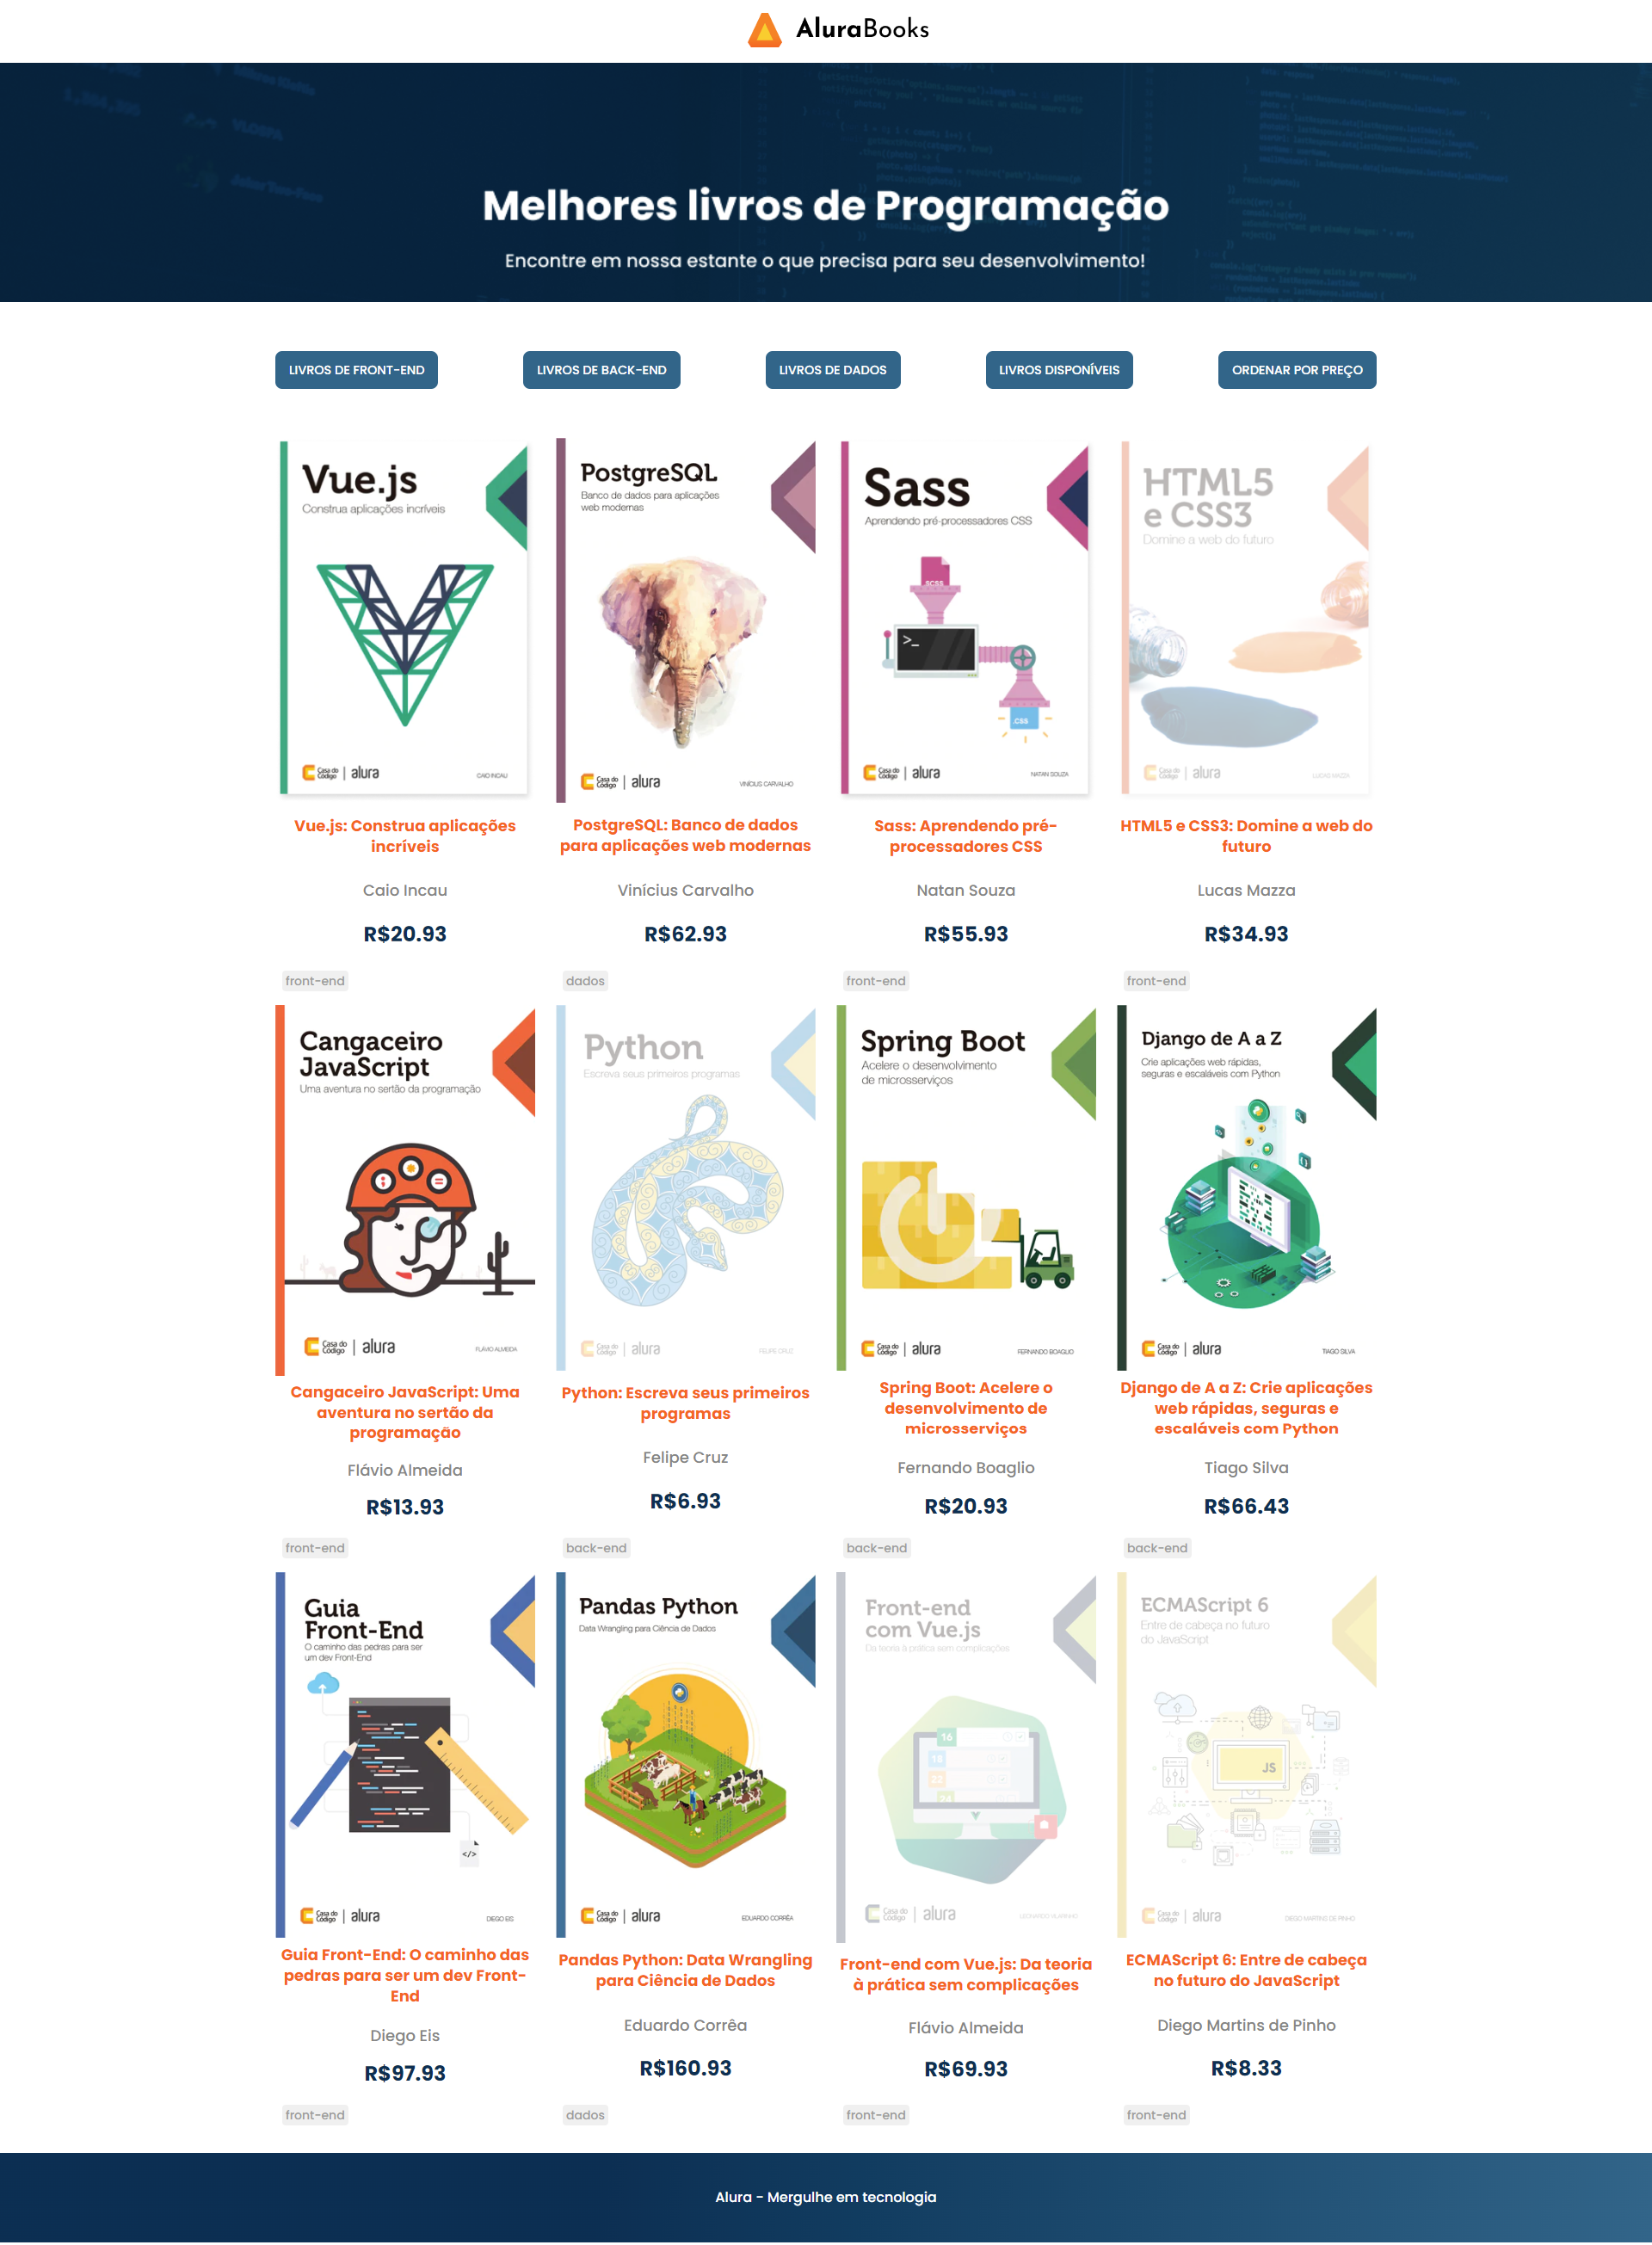 AluraBooks
Melhores livros de Programação
Encontre em nossa estante o que precisa para seu desenvolvimento!
LIVROS DE FRONT-END
LIVROS DE BACK-END
LIVROS DE DADOS
LIVROS DISPONÍVEIS
ORDENAR POR PREÇO
Vue.js
Construa aplicações incríveis
Casa do
Código
alura
CAIO INCAU
Vue.js: Construa aplicações
incríveis
Caio Incau
R$20.93
front-end
PostgreSQL
Banco de dados para aplicações
web modernas
Casa do
Código
alura
VINÍCIUS CARVALHO
PostgreSQL: Banco de dados
para aplicações web modernas
Vinícius Carvalho
R$62.93
dados
Sass
Aprendendo pré-processadores CSS
SCSS
>_
.CSS
Casa do
Código
alura
NATAN SOUZA
Sass: Aprendendo pré-
processadores CSS
Natan Souza
R$55.93
front-end
HTML5
e CSS3
Domine a web do futuro
Casa do
Código
alura
LUCAS MAZZA
HTML5 e CSS3: Domine a web do
futuro
Lucas Mazza
R$34.93
front-end
Cangaceiro
JavaScript
Uma aventura no sertão da programação
Casa do
Código
alura
FLÁVIO ALMEIDA
Cangaceiro JavaScript: Uma
aventura no sertão da
programação
Flávio Almeida
R$13.93
front-end
Python
Escreva seus primeiros programas
Casa do
Código
alura
FELIPE CRUZ
Python: Escreva seus primeiros
programas
Felipe Cruz
R$6.93
back-end
Spring Boot
Acelere o desenvolvimento
de microsserviços
Casa do
Código
alura
FERNANDO BOAGLIO
Spring Boot: Acelere o
desenvolvimento de
microsserviços
Fernando Boaglio
R$20.93
back-end
Django de A a Z
Crie aplicações web rápidas,
seguras e escaláveis com Python
Casa do
Código
alura
TIAGO SILVA
Django de A a Z: Crie aplicações
web rápidas, seguras e
escaláveis com Python
Tiago Silva
R$66.43
back-end
Guia
Front-End
O caminho das pedras para ser
um dev Front-End
</>
Casa do
Código
alura
DIEGO EIS
Guia Front-End: O caminho das
pedras para ser um dev Front-
End
Diego Eis
R$97.93
front-end
Pandas Python
Data Wrangling para Ciência de Dados
Casa do
Código
alura
EDUARDO CORRÊA
Pandas Python: Data Wrangling
para Ciência de Dados
Eduardo Corrêa
R$160.93
dados
Front-end
com Vue.js
Da teoria à prática sem complicações
16
18
22
24
Casa do
Código
alura
Front-end com Vue.js: Da teoria
à prática sem complicações
Flávio Almeida
R$69.93
front-end
ECMAScript 6
Entre de cabeça no futuro
do JavaScript
JS
Casa do
Código
alura
DIEGO MARTINS DE PINHO
ECMAScript 6: Entre de cabeça
no futuro do JavaScript
Diego Martins de Pinho
R$8.33
front-end
Alura - Mergulhe em tecnologia